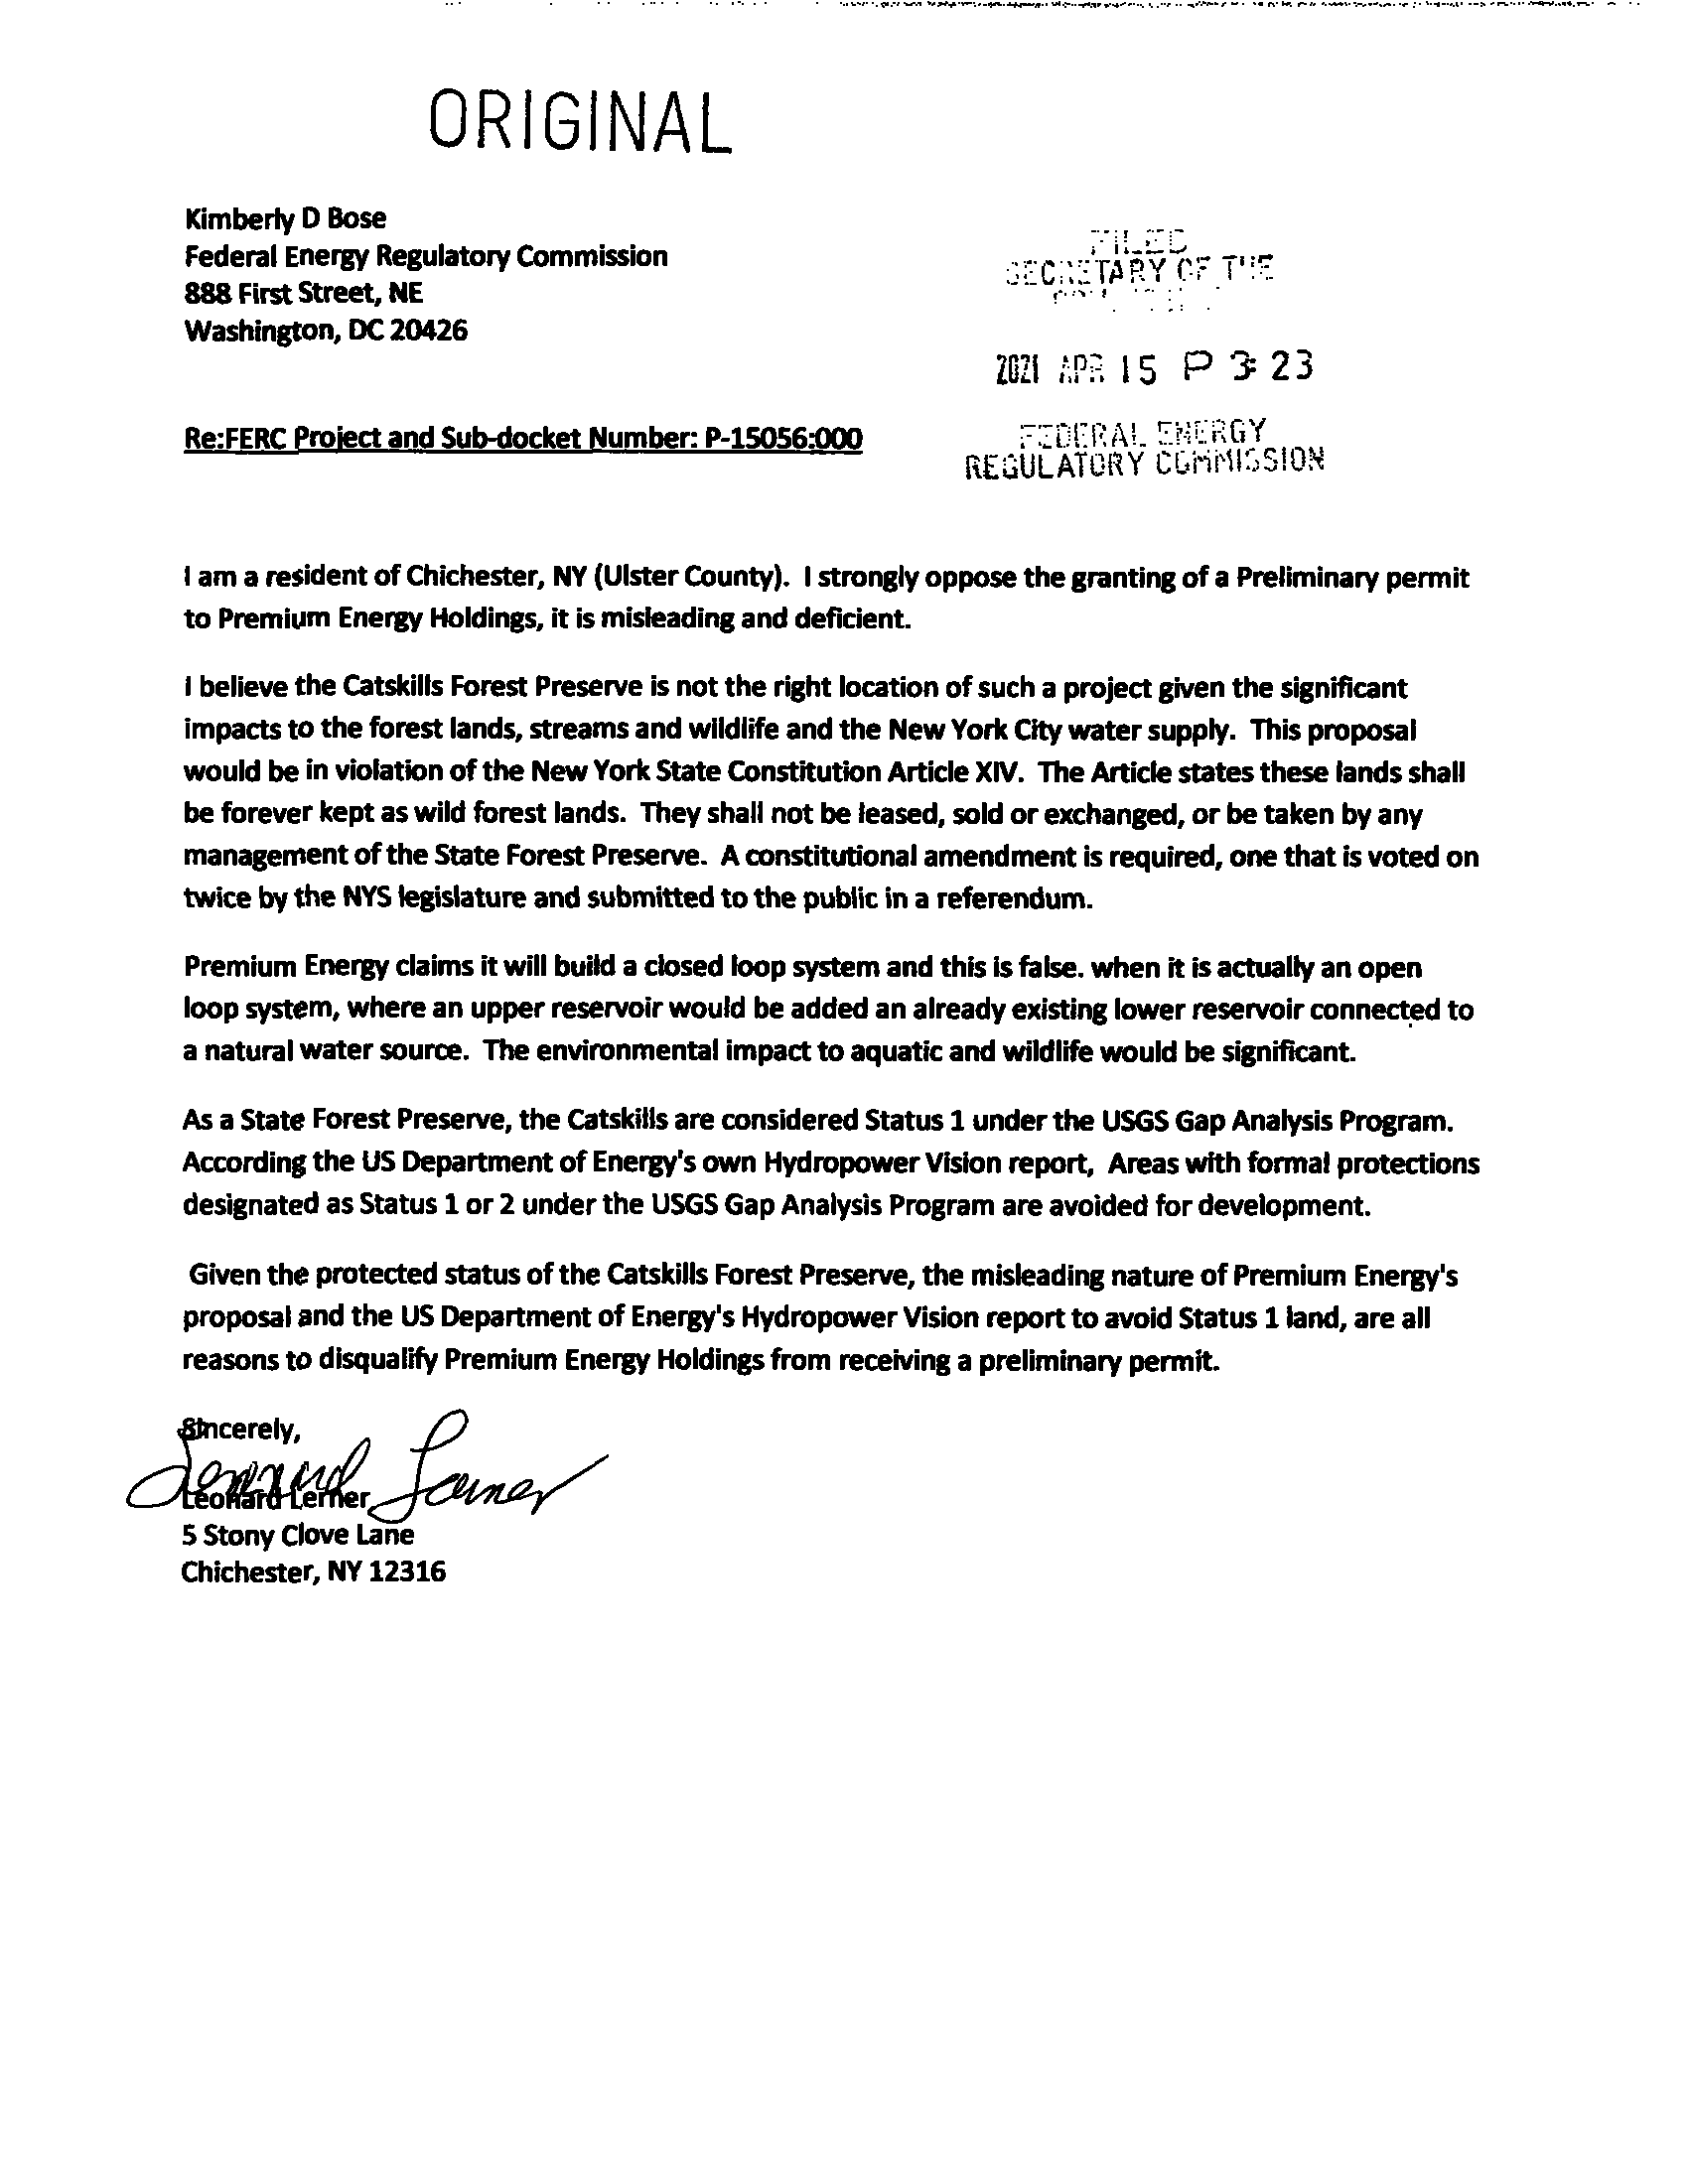 ORIGINAL
Kimberly D Bose
Federal Energy Regulatory Commission
888 First Street, NE
Washington, DC 20426
FILED
SECRETARY OF THE
2021 APR 15 P 3: 23
Re:FERC Project and Sub-docket Number: P-15056:000
FEDERAL ENERGY
REGULATORY COMMISSION
I am a resident of Chichester, NY (Ulster County).  I strongly oppose the granting of a Preliminary permit
to Premium Energy Holdings, it is misleading and deficient.
I believe the Catskills Forest Preserve is not the right location of such a project given the significant
impacts to the forest lands, streams and wildlife and the New York City water supply.  This proposal
would be in violation of the New York State Constitution Article XIV.  The Article states these lands shall
be forever kept as wild forest lands.  They shall not be leased, sold or exchanged, or be taken by any
management of the State Forest Preserve.  A constitutional amendment is required, one that is voted on
twice by the NYS legislature and submitted to the public in a referendum.
Premium Energy claims it will build a closed loop system and this is false. when it is actually an open
loop system, where an upper reservoir would be added an already existing lower reservoir connected to
a natural water source.  The environmental impact to aquatic and wildlife would be significant.
As a State Forest Preserve, the Catskills are considered Status 1 under the USGS Gap Analysis Program.
According the US Department of Energy's own Hydropower Vision report,  Areas with formal protections
designated as Status 1 or 2 under the USGS Gap Analysis Program are avoided for development.
Given the protected status of the Catskills Forest Preserve, the misleading nature of Premium Energy's
proposal and the US Department of Energy's Hydropower Vision report to avoid Status 1 land, are all
reasons to disqualify Premium Energy Holdings from receiving a preliminary permit.
Sincerely,
Leonard Lerner
Leonard Lerner
5 Stony Clove Lane
Chichester, NY 12316